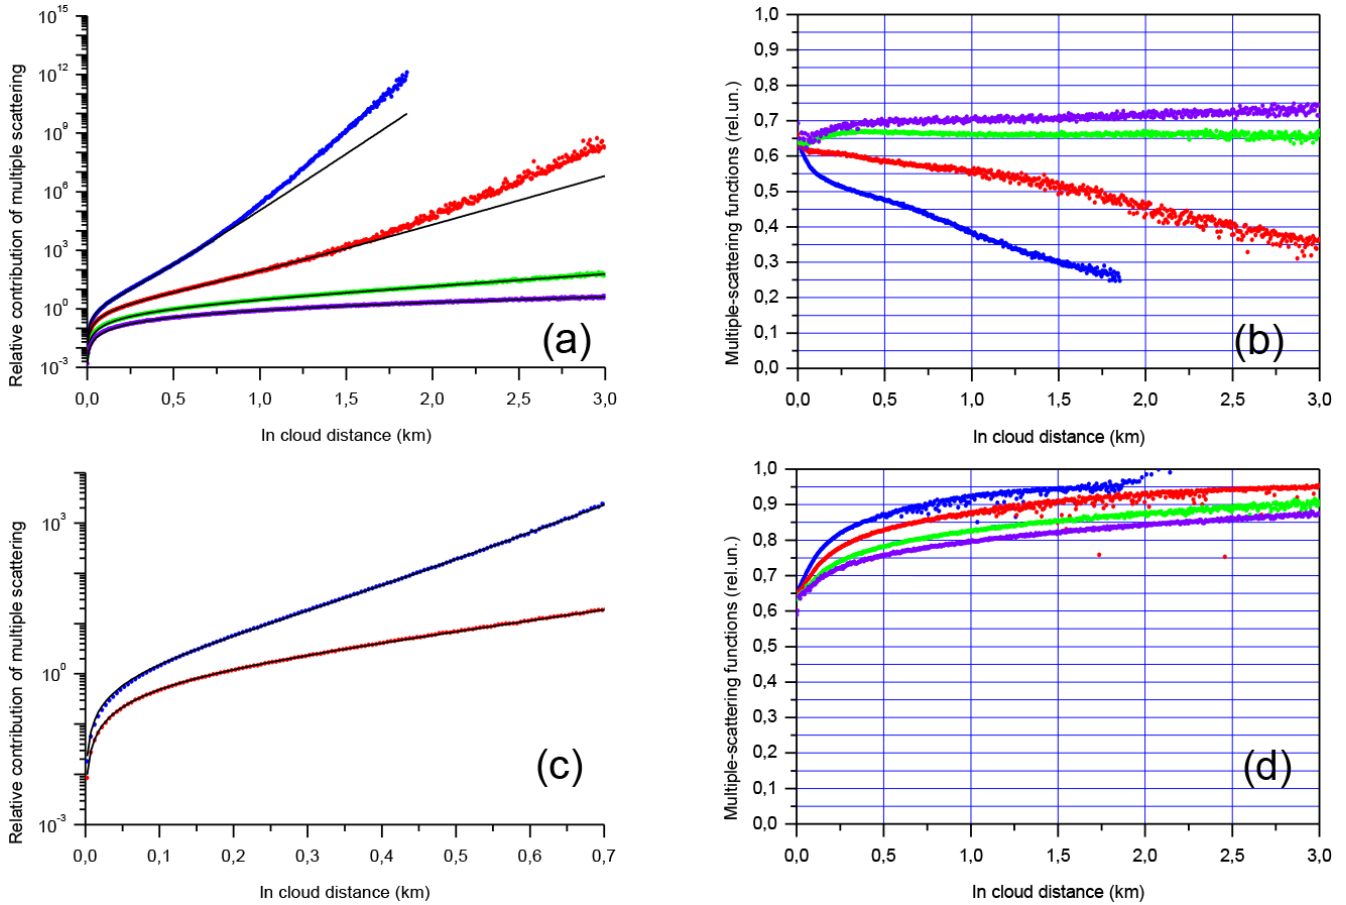 Relative contribution of multiple scattering
10^15
10^12
10^9
10^6
10^3
10^0
10^-3
0,0 0,5 1,0 1,5 2,0 2,5 3,0
In cloud distance (km)
(a)
Multiple-scattering functions (rel.un.)
1,0
0,9
0,8
0,7
0,6
0,5
0,4
0,3
0,2
0,1
0,0
0,0 0,5 1,0 1,5 2,0 2,5 3,0
In cloud distance (km)
(b)
Relative contribution of multiple scattering
10^3
10^0
10^-3
0,0 0,1 0,2 0,3 0,4 0,5 0,6 0,7
In cloud distance (km)
(c)
Multiple-scattering functions (rel.un.)
1,0
0,9
0,8
0,7
0,6
0,5
0,4
0,3
0,2
0,1
0,0
0,0 0,5 1,0 1,5 2,0 2,5 3,0
In cloud distance (km)
(d)